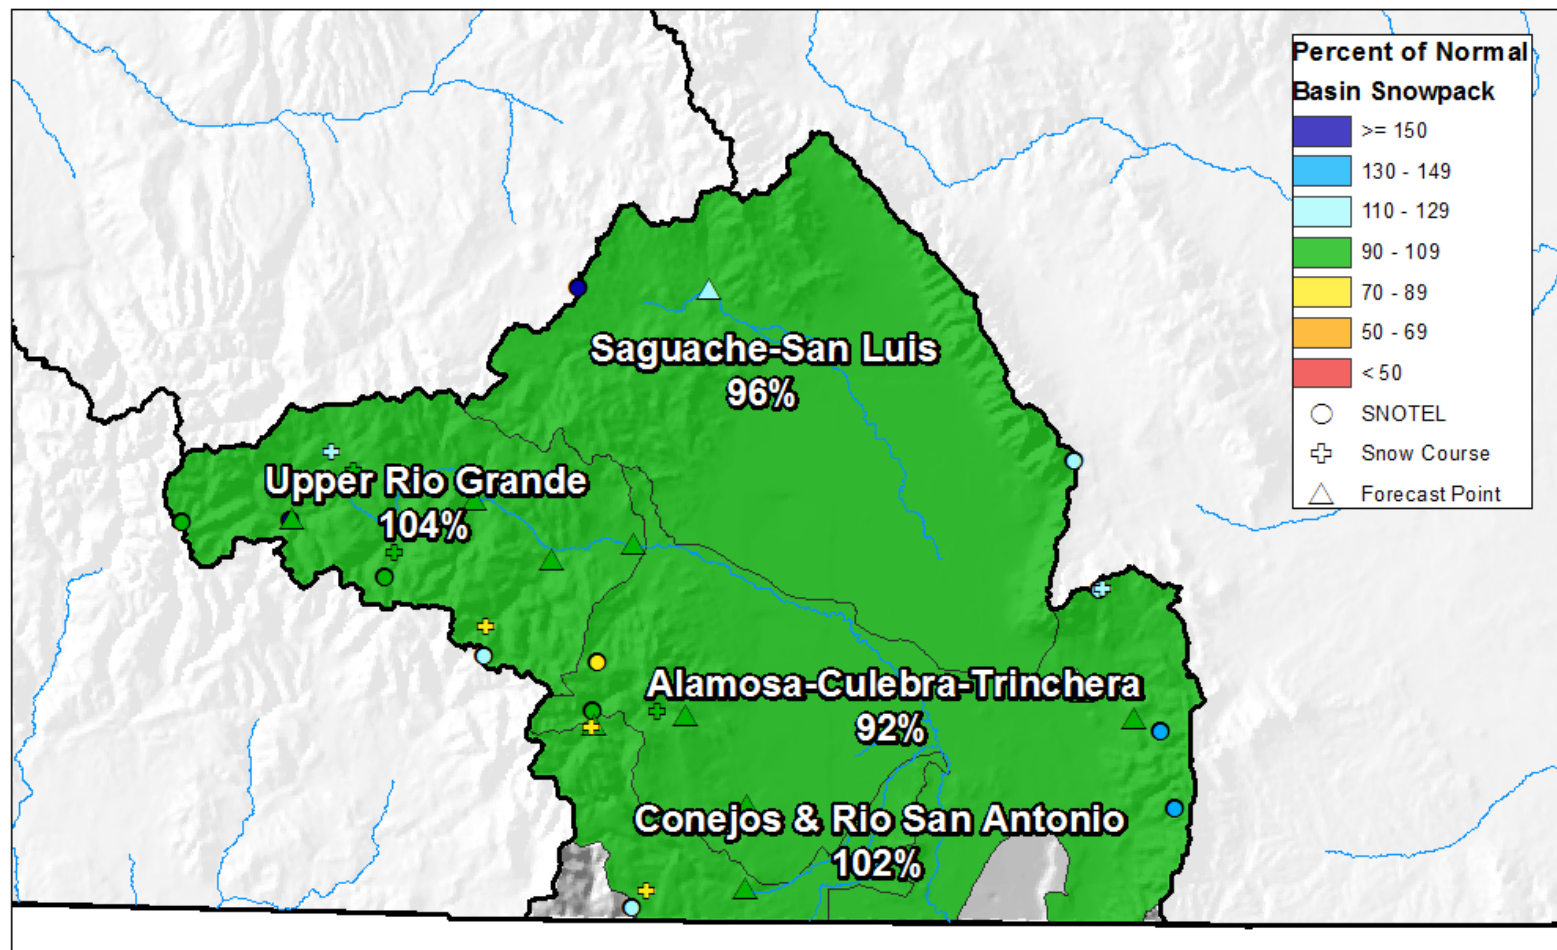 Percent of Normal
Basin Snowpack
>= 150
130 - 149
110 - 129
90 - 109
70 - 89
50 - 69
< 50
SNOTEL
Snow Course
Forecast Point
Saguache-San Luis
96%
Upper Rio Grande
104%
Alamosa-Culebra-Trinchera
92%
Conejos & Rio San Antonio
102%